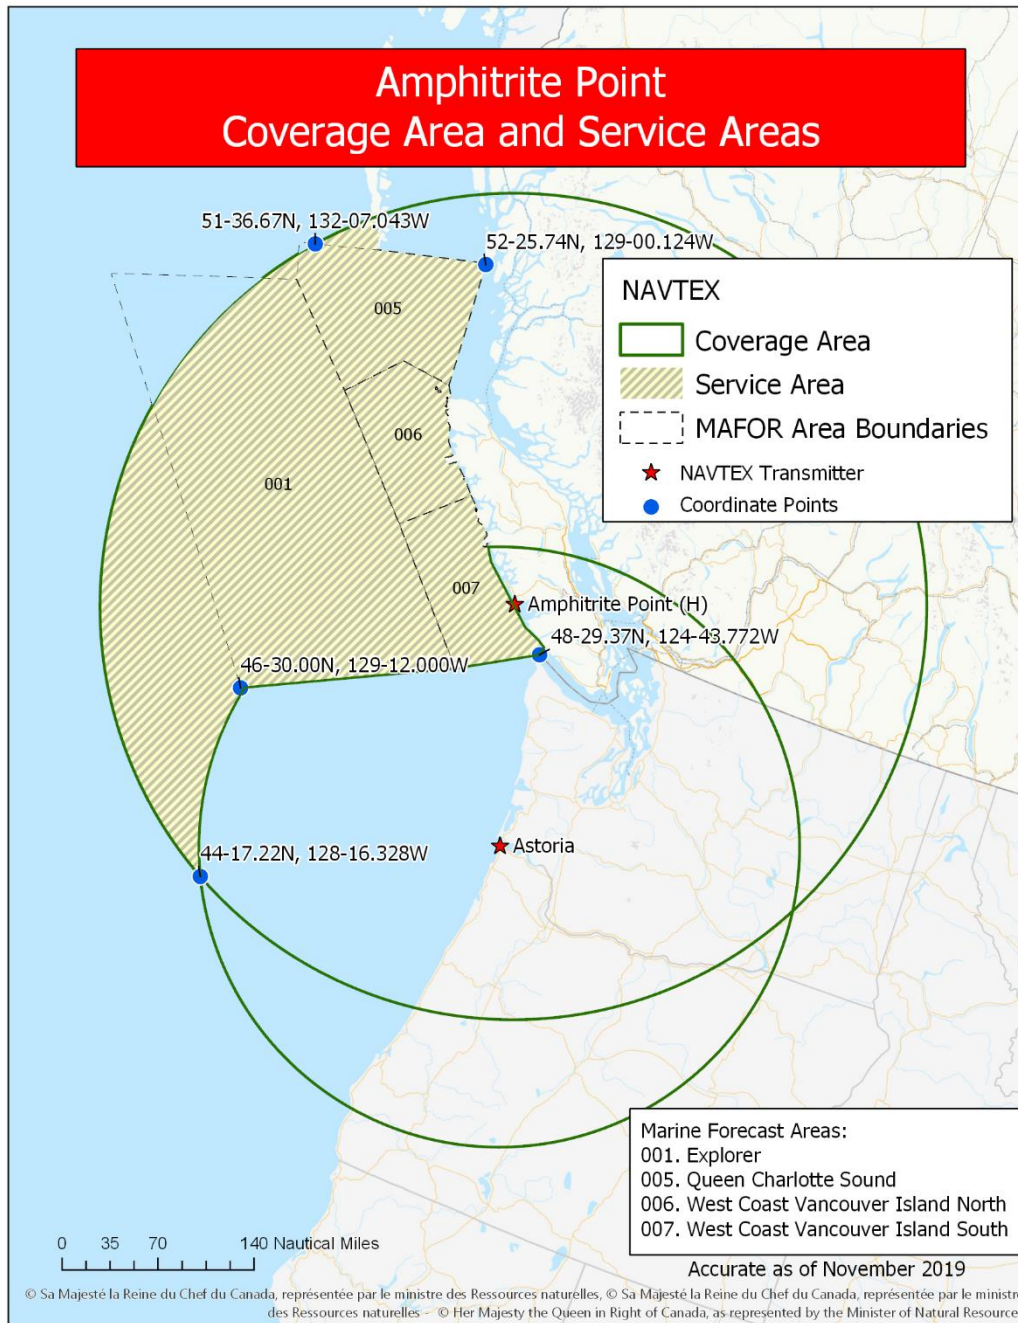 Amphitrite Point
Coverage Area and Service Areas
51-36.67N, 132-07.043W
52-25.74N, 129-00.124W
NAVTEX
Coverage Area
Service Area
MAFOR Area Boundaries
NAVTEX Transmitter
Coordinate Points
005
006
001
007
Amphitrite Point (H)
48-29.37N, 124-43.772W
46-30.00N, 129-12.000W
Astoria
44-17.22N, 128-16.328W
Marine Forecast Areas:
001. Explorer
005. Queen Charlotte Sound
006. West Coast Vancouver Island North
007. West Coast Vancouver Island South
0 35 70 140 Nautical Miles
Accurate as of November 2019
© Sa Majesté la Reine du Chef du Canada, représentée par le ministre des Ressources naturelles, © Sa Majesté la Reine du Chef du Canada, représentée par le ministre
des Ressources naturelles - © Her Majesty the Queen in Right of Canada, as represented by the Minister of Natural Resource